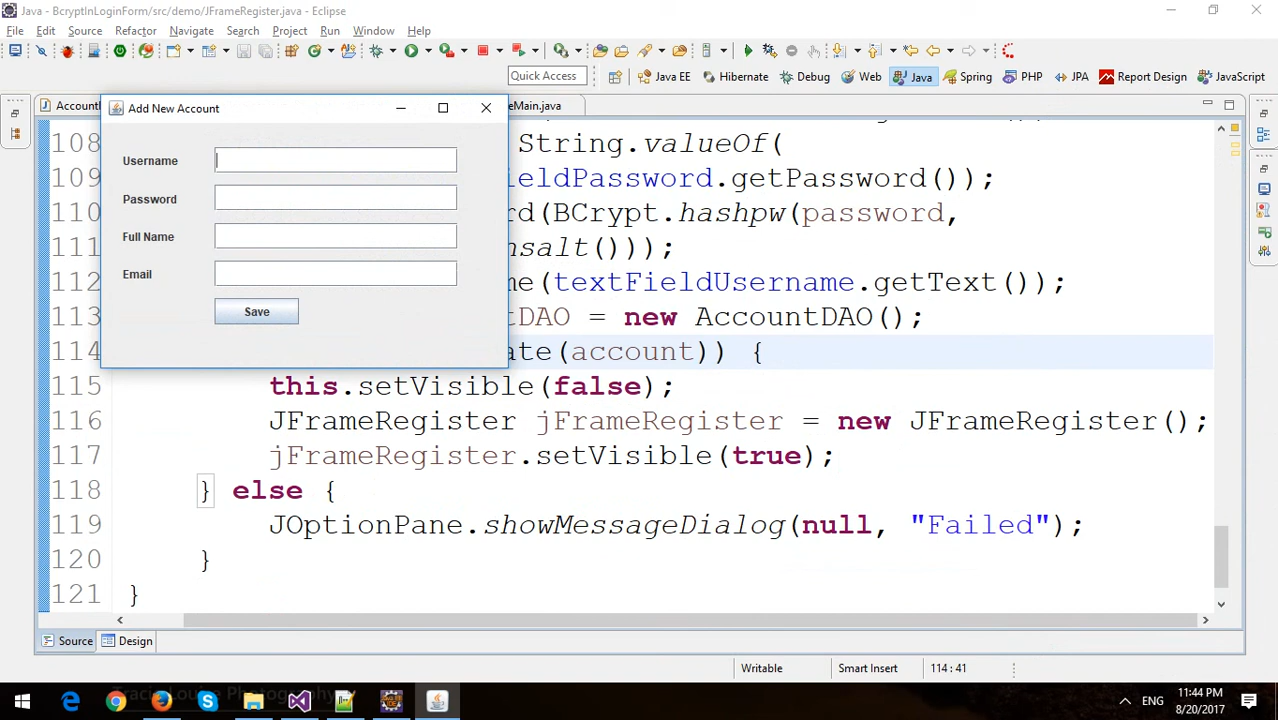 Java - BcryptInLoginForm/src/demo/JFrameRegister.java - Eclipse
File Edit Source Refactor Navigate Search Project Run Window Help
Quick Access
Java EE Hibernate Debug Web Java Spring PHP JPA Report Design JavaScript
Account
eMain.java
Add New Account
Username
Password
Full Name
Email
Save
108 String.valueOf(
109 ieldPassword.getPassword());
110 rd(BCrypt.hashpw(password,
111 nsalt()));
112 me(textFieldUsername.getText());
113 tDAO = new AccountDAO();
114 ate(account)) {
115 this.setVisible(false);
116 JFrameRegister jFrameRegister = new JFrameRegister();
117 jFrameRegister.setVisible(true);
118 } else {
119 JOptionPane.showMessageDialog(null, "Failed");
120 }
121 }
Source Design
Writable Smart Insert 114 : 41
ENG
11:44 PM
8/20/2017